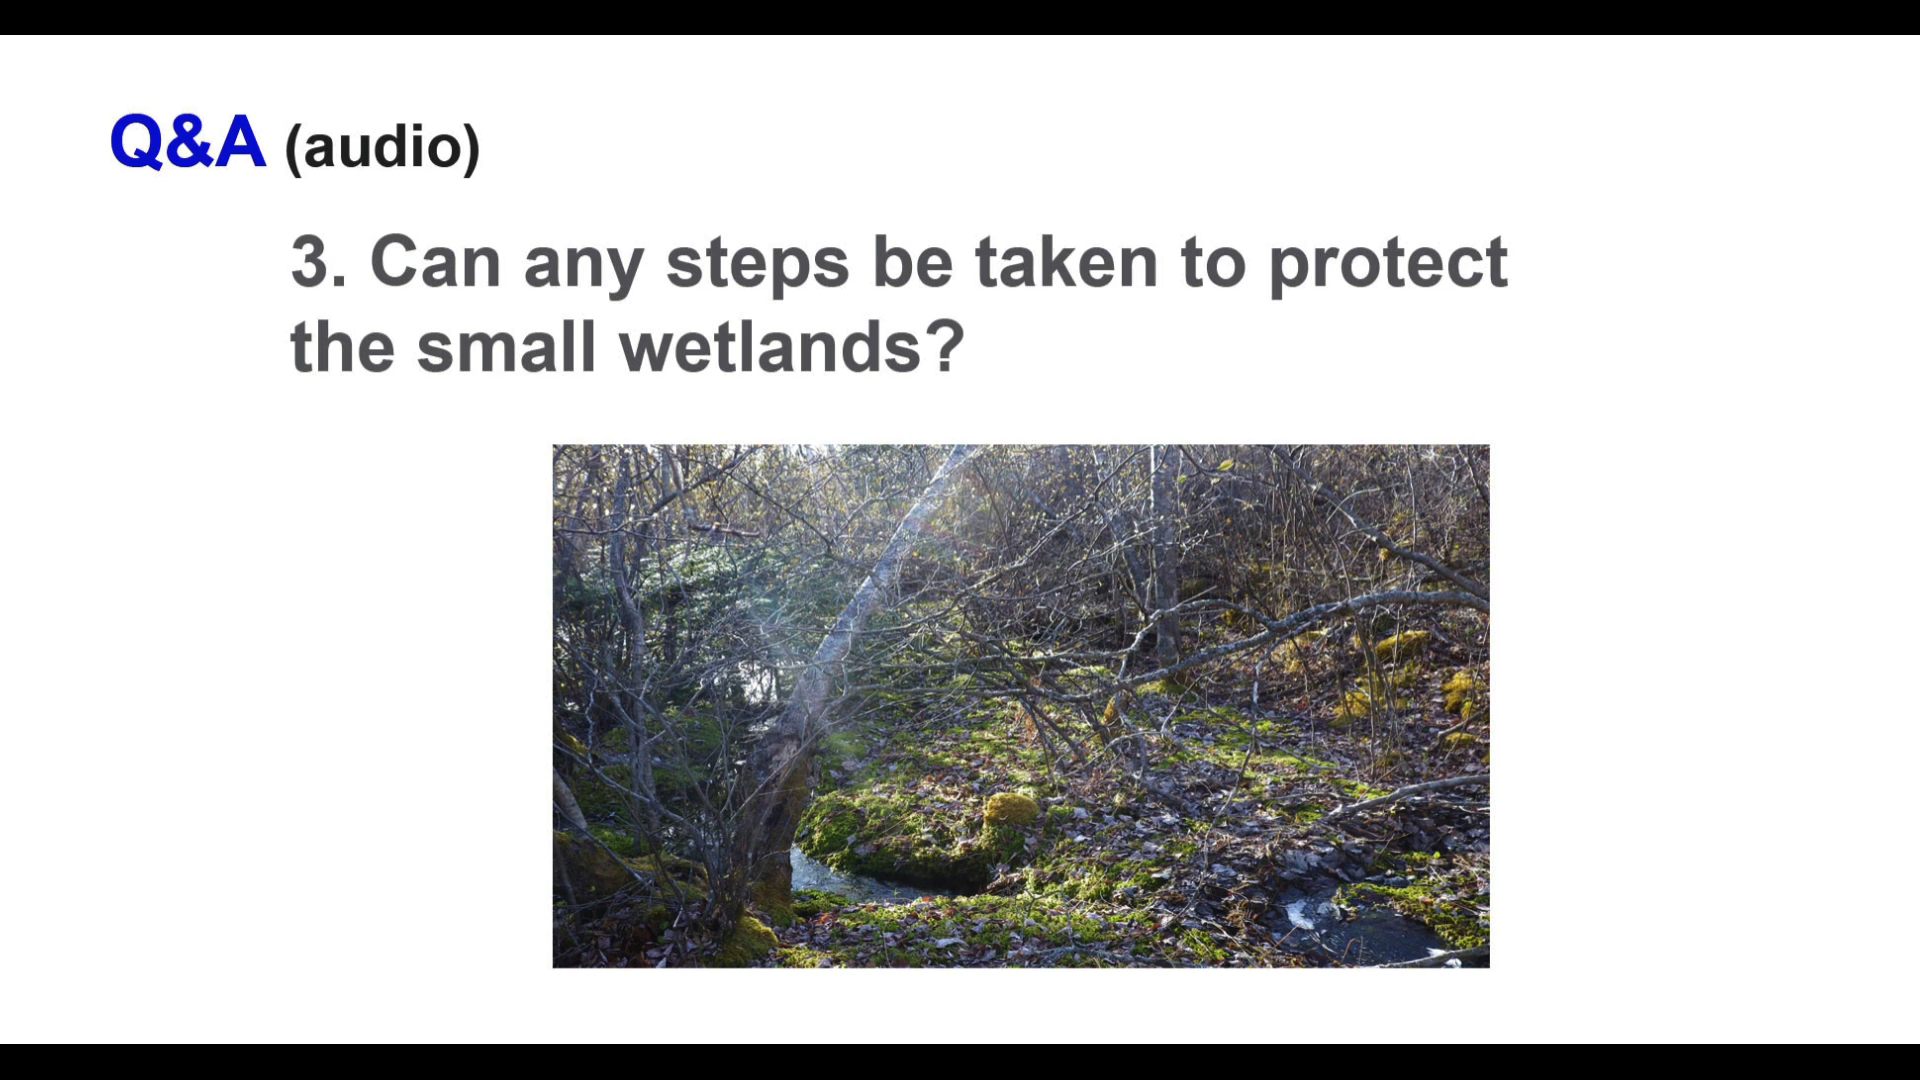 Q&A (audio)
3. Can any steps be taken to protect
the small wetlands?